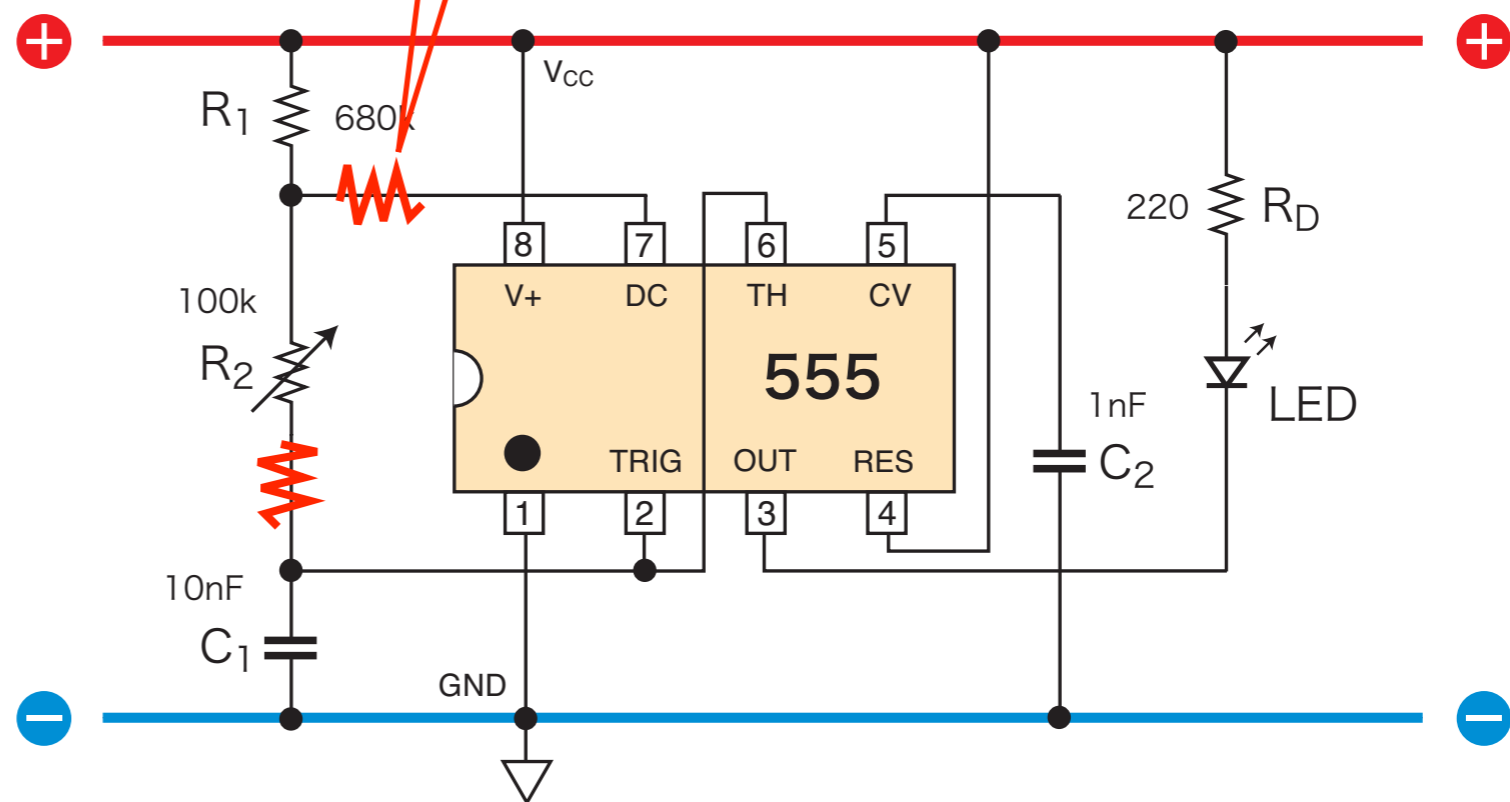 + +
VCC
R1 680k
8 7 6 5
220 RD
V+ DC TH CV
100k
R2
555
LED
1nF
C2
TRIG OUT RES
1 2 3 4
10nF
C1
GND
− −